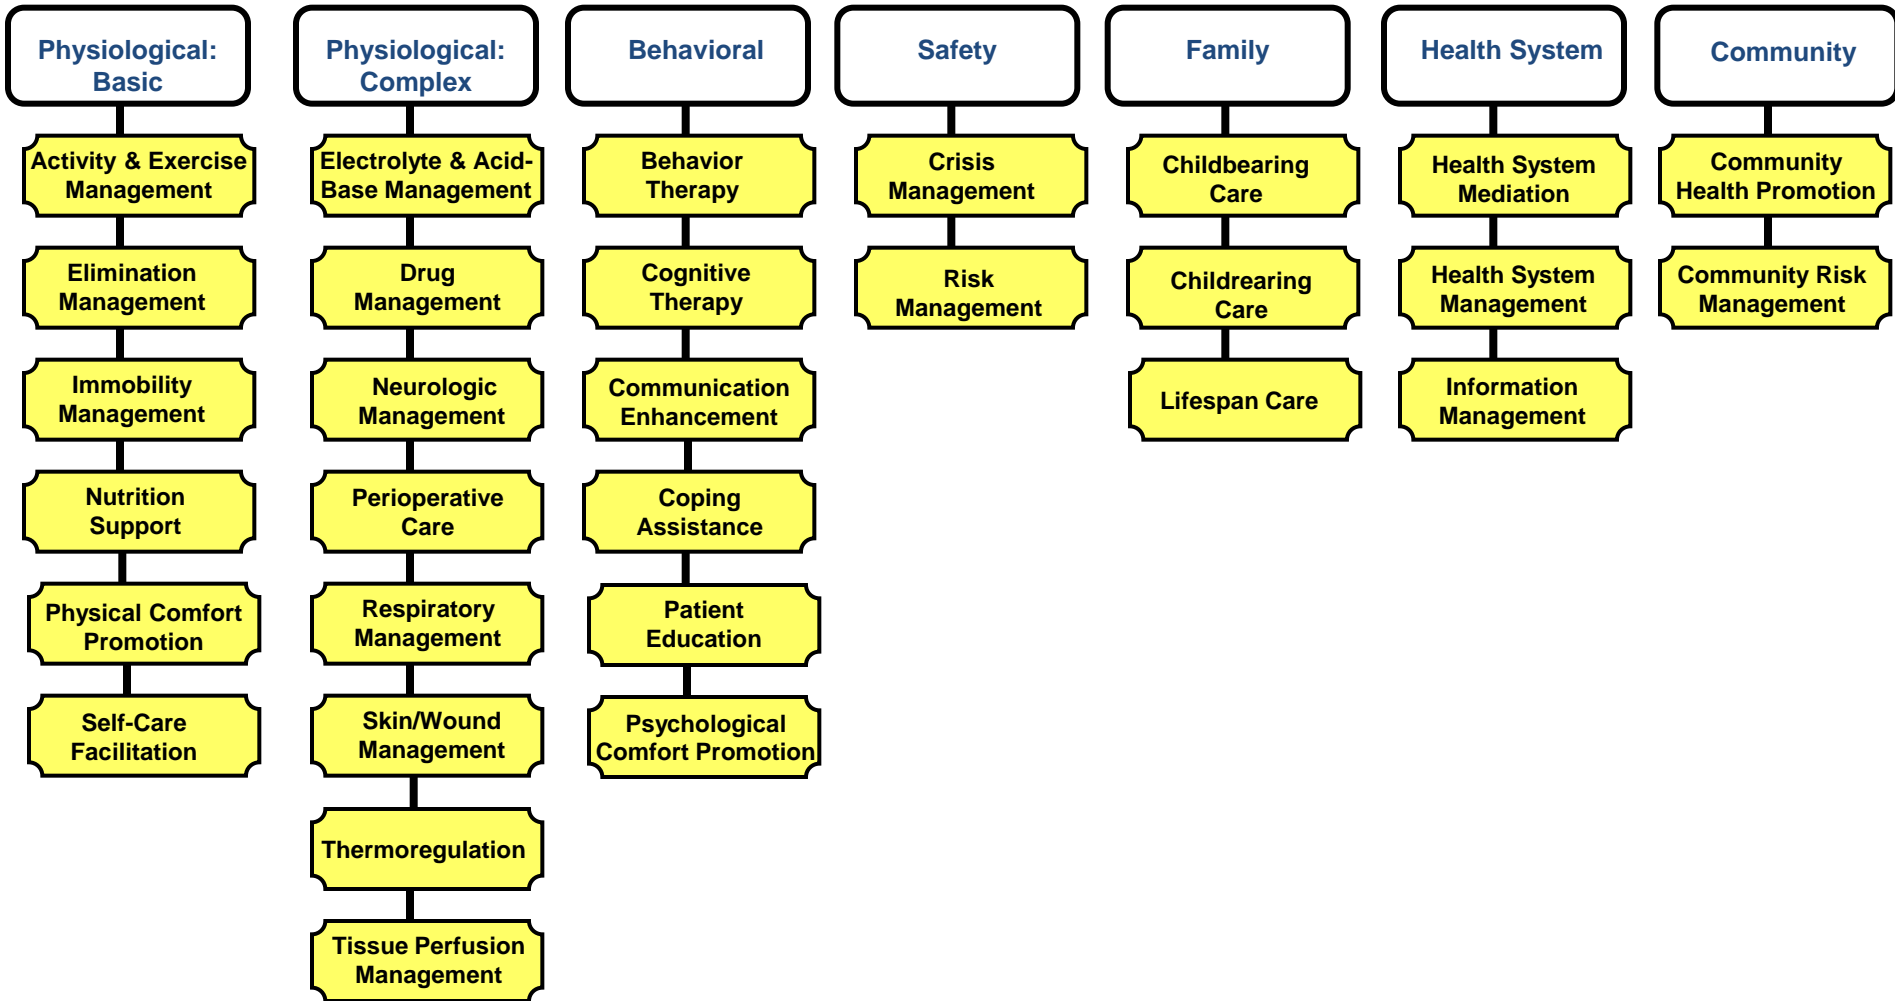 Physiological:
Basic
Activity & Exercise
Management
Elimination
Management
Immobility
Management
Nutrition
Support
Physical Comfort
Promotion
Self-Care
Facilitation
Physiological:
Complex
Electrolyte & Acid-
Base Management
Drug
Management
Neurologic
Management
Perioperative
Care
Respiratory
Management
Skin/Wound
Management
Thermoregulation
Tissue Perfusion
Management
Behavioral
Behavior
Therapy
Cognitive
Therapy
Communication
Enhancement
Coping
Assistance
Patient
Education
Psychological
Comfort Promotion
Safety
Crisis
Management
Risk
Management
Family
Childbearing
Care
Childrearing
Care
Lifespan Care
Health System
Health System
Mediation
Health System
Management
Information
Management
Community
Community
Health Promotion
Community Risk
Management